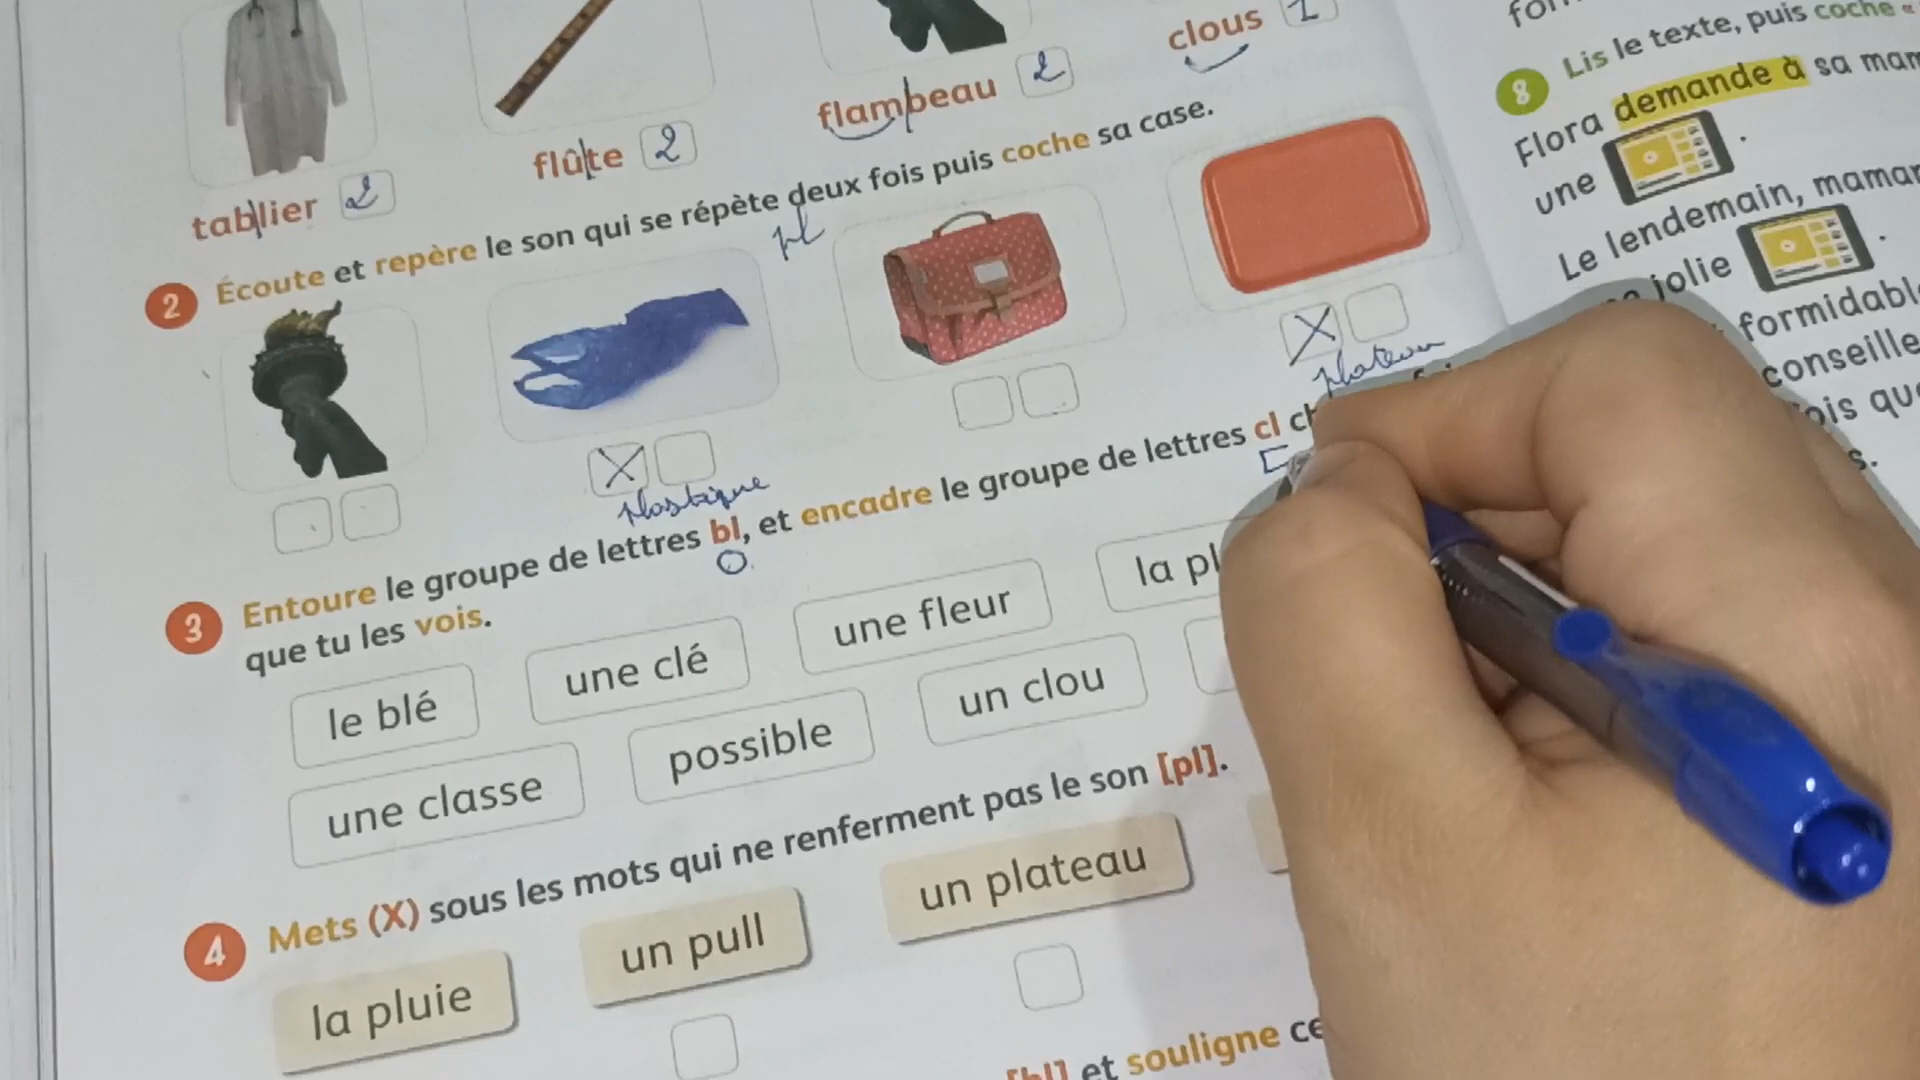 tablier 2
flûte 2
flambeau 2
clous 1
2 Écoute et repère le son qui se répète deux fois puis coche sa case.
pl
X
plastique
X
plateau
3 Entoure le groupe de lettres bl, et encadre le groupe de lettres cl
que tu les vois.
le blé
une clé
une fleur
la pl
une classe
possible
un clou
4 Mets (X) sous les mots qui ne renferment pas le son [pl].
la pluie
un pull
un plateau
[bl] et souligne ce
8 Lis le texte, puis coche «
Flora demande à sa mam
une .
Le lendemain, maman
jolie .
formidable
conseille